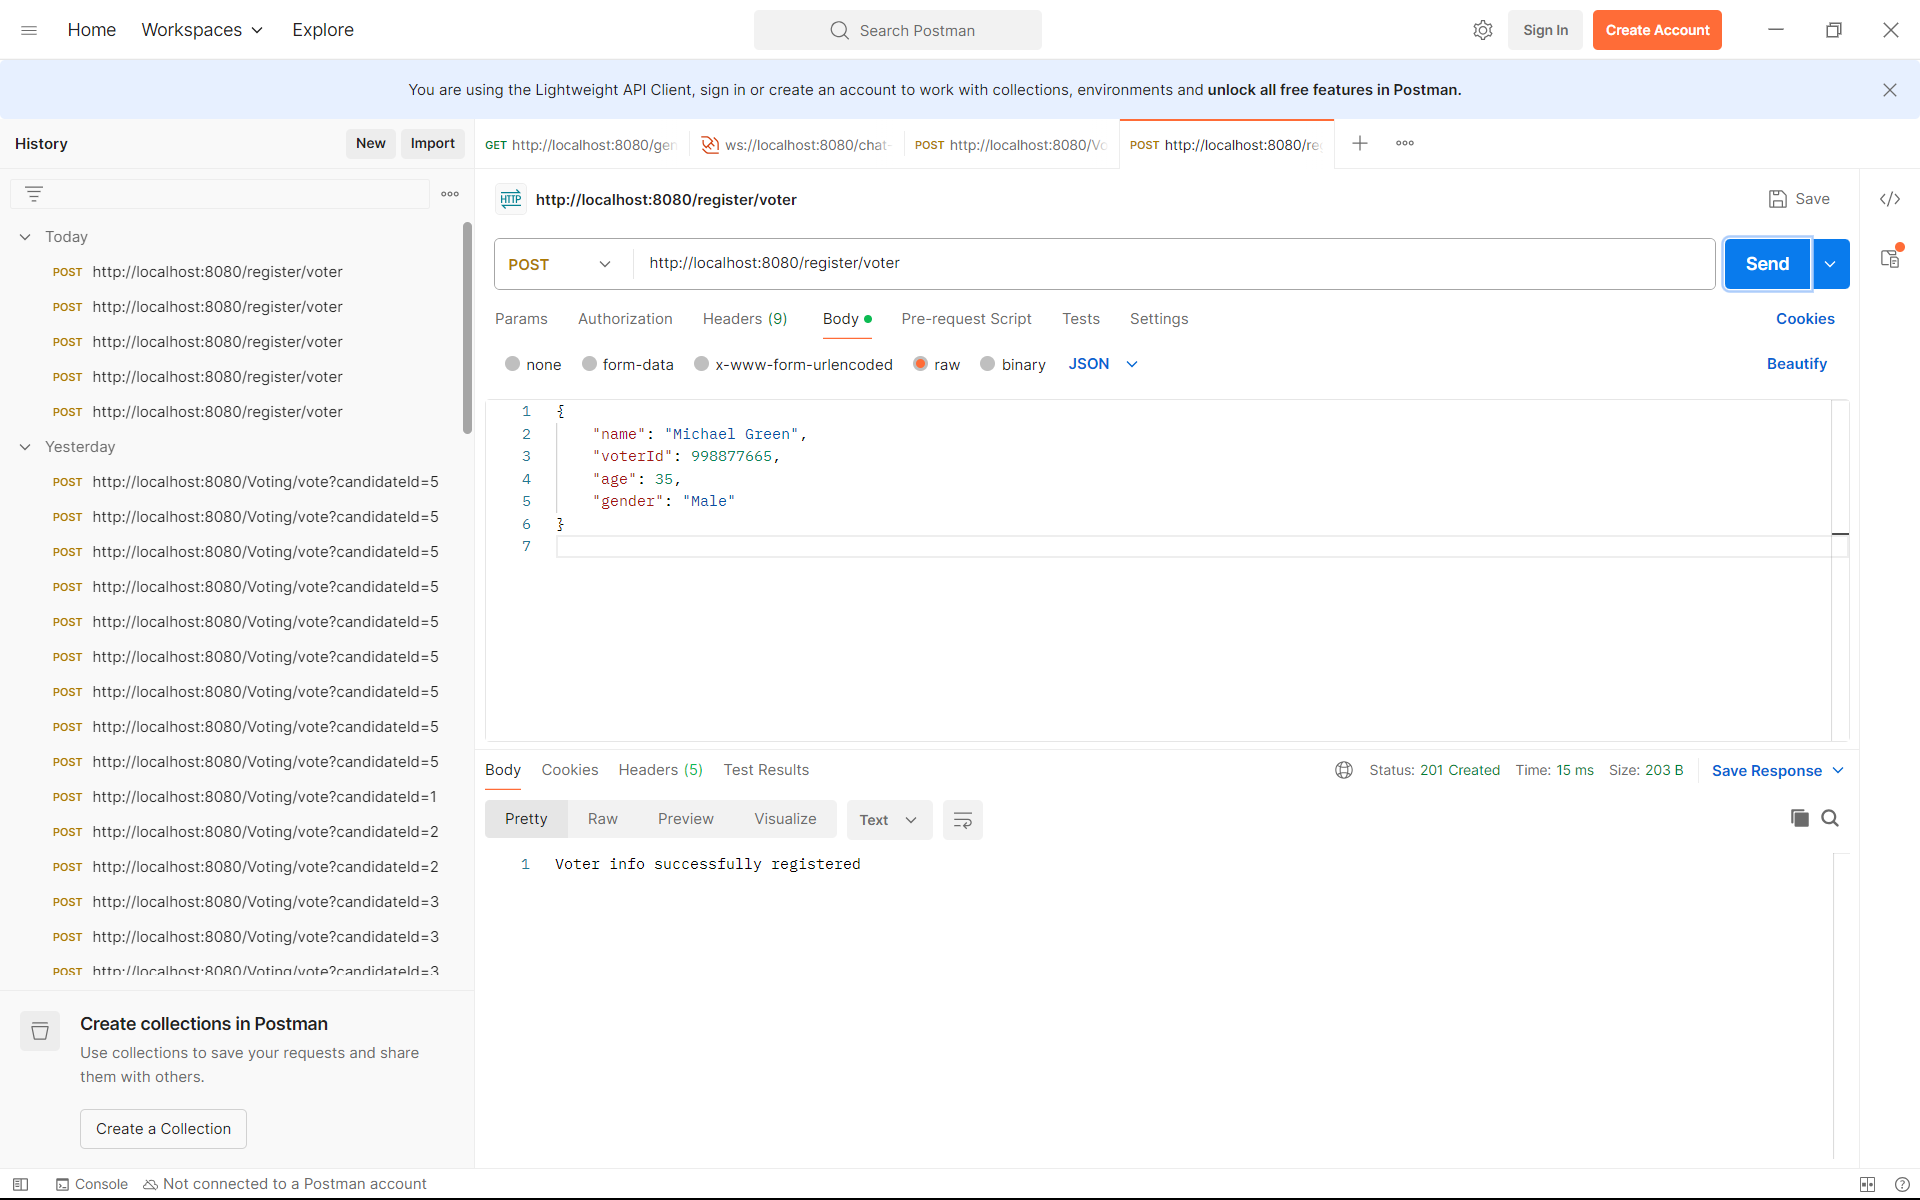 Home Workspaces Explore Search Postman Sign In Create Account
You are using the Lightweight API Client, sign in or create an account to work with collections, environments and unlock all free features in Postman.
History New Import
GET http://localhost:8080/gen
ws://localhost:8080/chat-
POST http://localhost:8080/Vo
POST http://localhost:8080/re
Today
POST http://localhost:8080/register/voter
POST http://localhost:8080/register/voter
POST http://localhost:8080/register/voter
POST http://localhost:8080/register/voter
POST http://localhost:8080/register/voter
Yesterday
POST http://localhost:8080/Voting/vote?candidateId=5
POST http://localhost:8080/Voting/vote?candidateId=5
POST http://localhost:8080/Voting/vote?candidateId=5
POST http://localhost:8080/Voting/vote?candidateId=5
POST http://localhost:8080/Voting/vote?candidateId=5
POST http://localhost:8080/Voting/vote?candidateId=5
POST http://localhost:8080/Voting/vote?candidateId=5
POST http://localhost:8080/Voting/vote?candidateId=5
POST http://localhost:8080/Voting/vote?candidateId=5
POST http://localhost:8080/Voting/vote?candidateId=1
POST http://localhost:8080/Voting/vote?candidateId=2
POST http://localhost:8080/Voting/vote?candidateId=2
POST http://localhost:8080/Voting/vote?candidateId=3
POST http://localhost:8080/Voting/vote?candidateId=3
POST http://localhost:8080/Voting/vote?candidateId=3
Create collections in Postman
Use collections to save your requests and share
them with others.
Create a Collection
HTTP http://localhost:8080/register/voter Save
POST http://localhost:8080/register/voter Send
Params Authorization Headers (9) Body Pre-request Script Tests Settings Cookies
none form-data x-www-form-urlencoded raw binary JSON Beautify
1 {
2 "name": "Michael Green",
3 "voterId": 998877665,
4 "age": 35,
5 "gender": "Male"
6 }
7
Body Cookies Headers (5) Test Results Status: 201 Created Time: 15 ms Size: 203 B Save Response
Pretty Raw Preview Visualize Text
1 Voter info successfully registered
Console Not connected to a Postman account